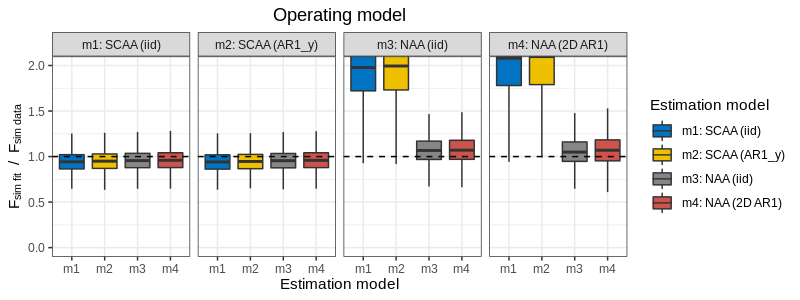 Operating model
m1: SCAA (iid) m2: SCAA (AR1_y) m3: NAA (iid) m4: NAA (2D AR1)
F sim fit / F sim data
2.0
1.5
1.0
0.5
0.0
m1 m2 m3 m4 m1 m2 m3 m4 m1 m2 m3 m4 m1 m2 m3 m4
Estimation model
Estimation model
m1: SCAA (iid)
m2: SCAA (AR1_y)
m3: NAA (iid)
m4: NAA (2D AR1)